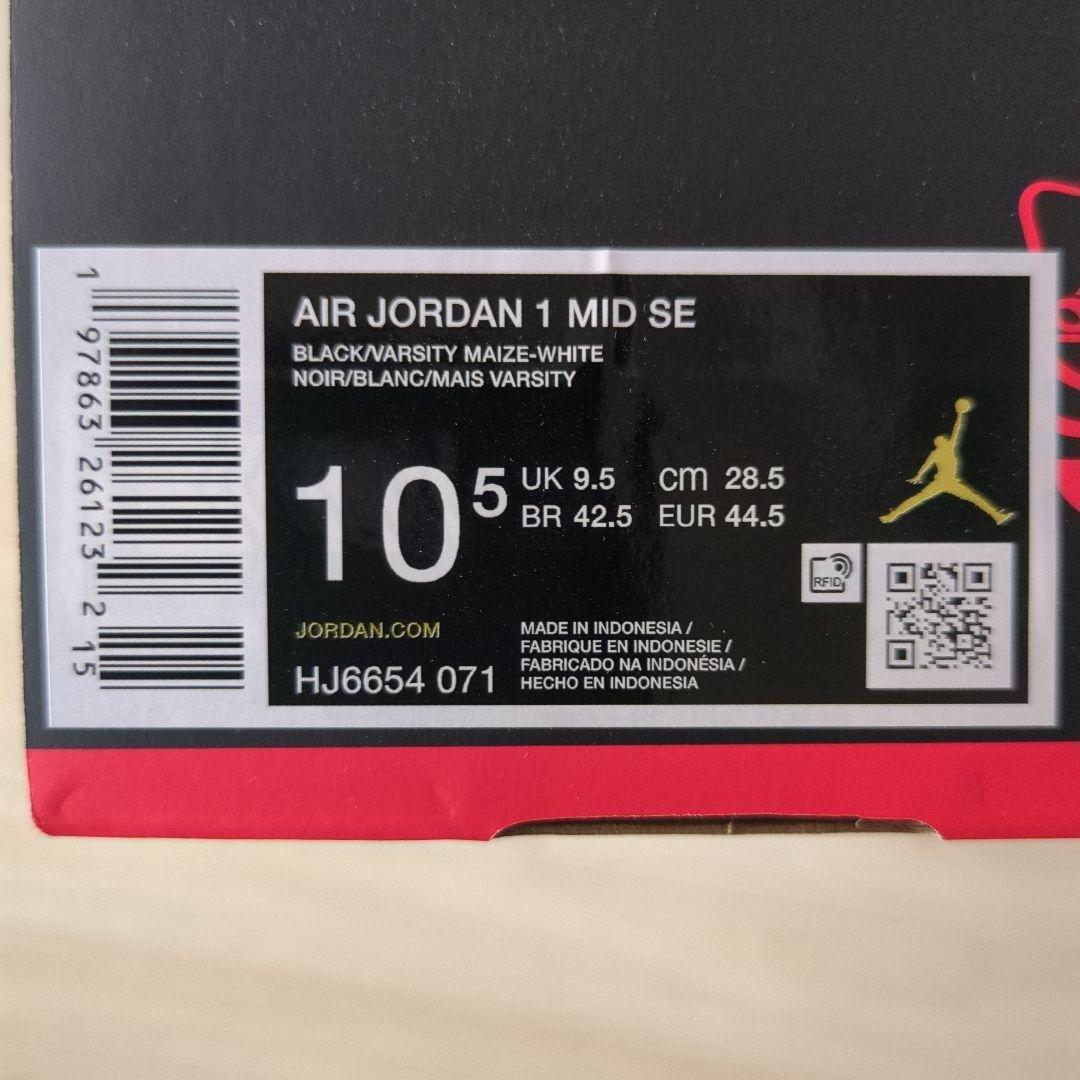 AIR JORDAN 1 MID SE
BLACK/VARSITY MAIZE-WHITE
NOIR/BLANC/MAIS VARSITY
10 5 UK 9.5 cm 28.5
BR 42.5 EUR 44.5
RFID
JORDAN.COM
HJ6654 071
MADE IN INDONESIA /
FABRIQUE EN INDONESIE /
FABRICADO NA INDONÉSIA /
HECHO EN INDONESIA
1 97863 26123 2 15